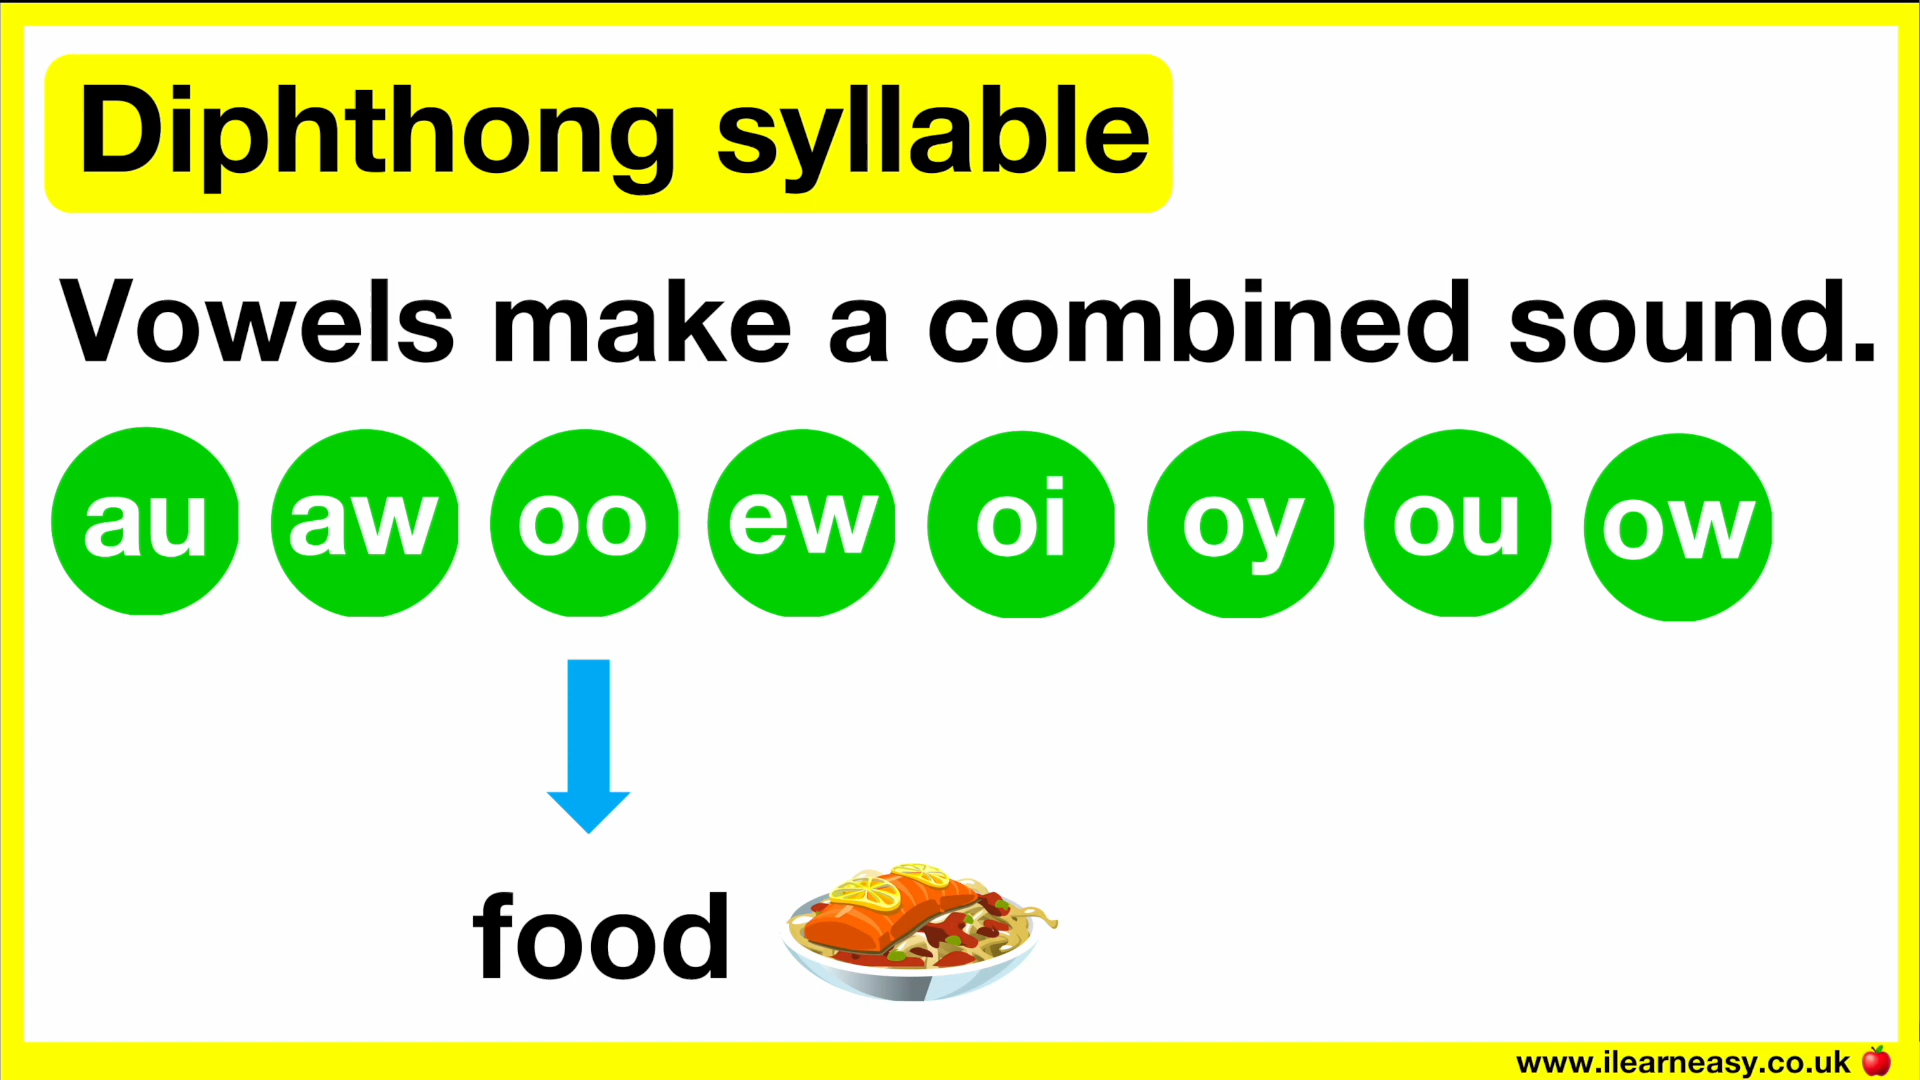 Diphthong syllable
Vowels make a combined sound.
au aw oo ew oi oy ou ow
food
www.ilearneasy.co.uk